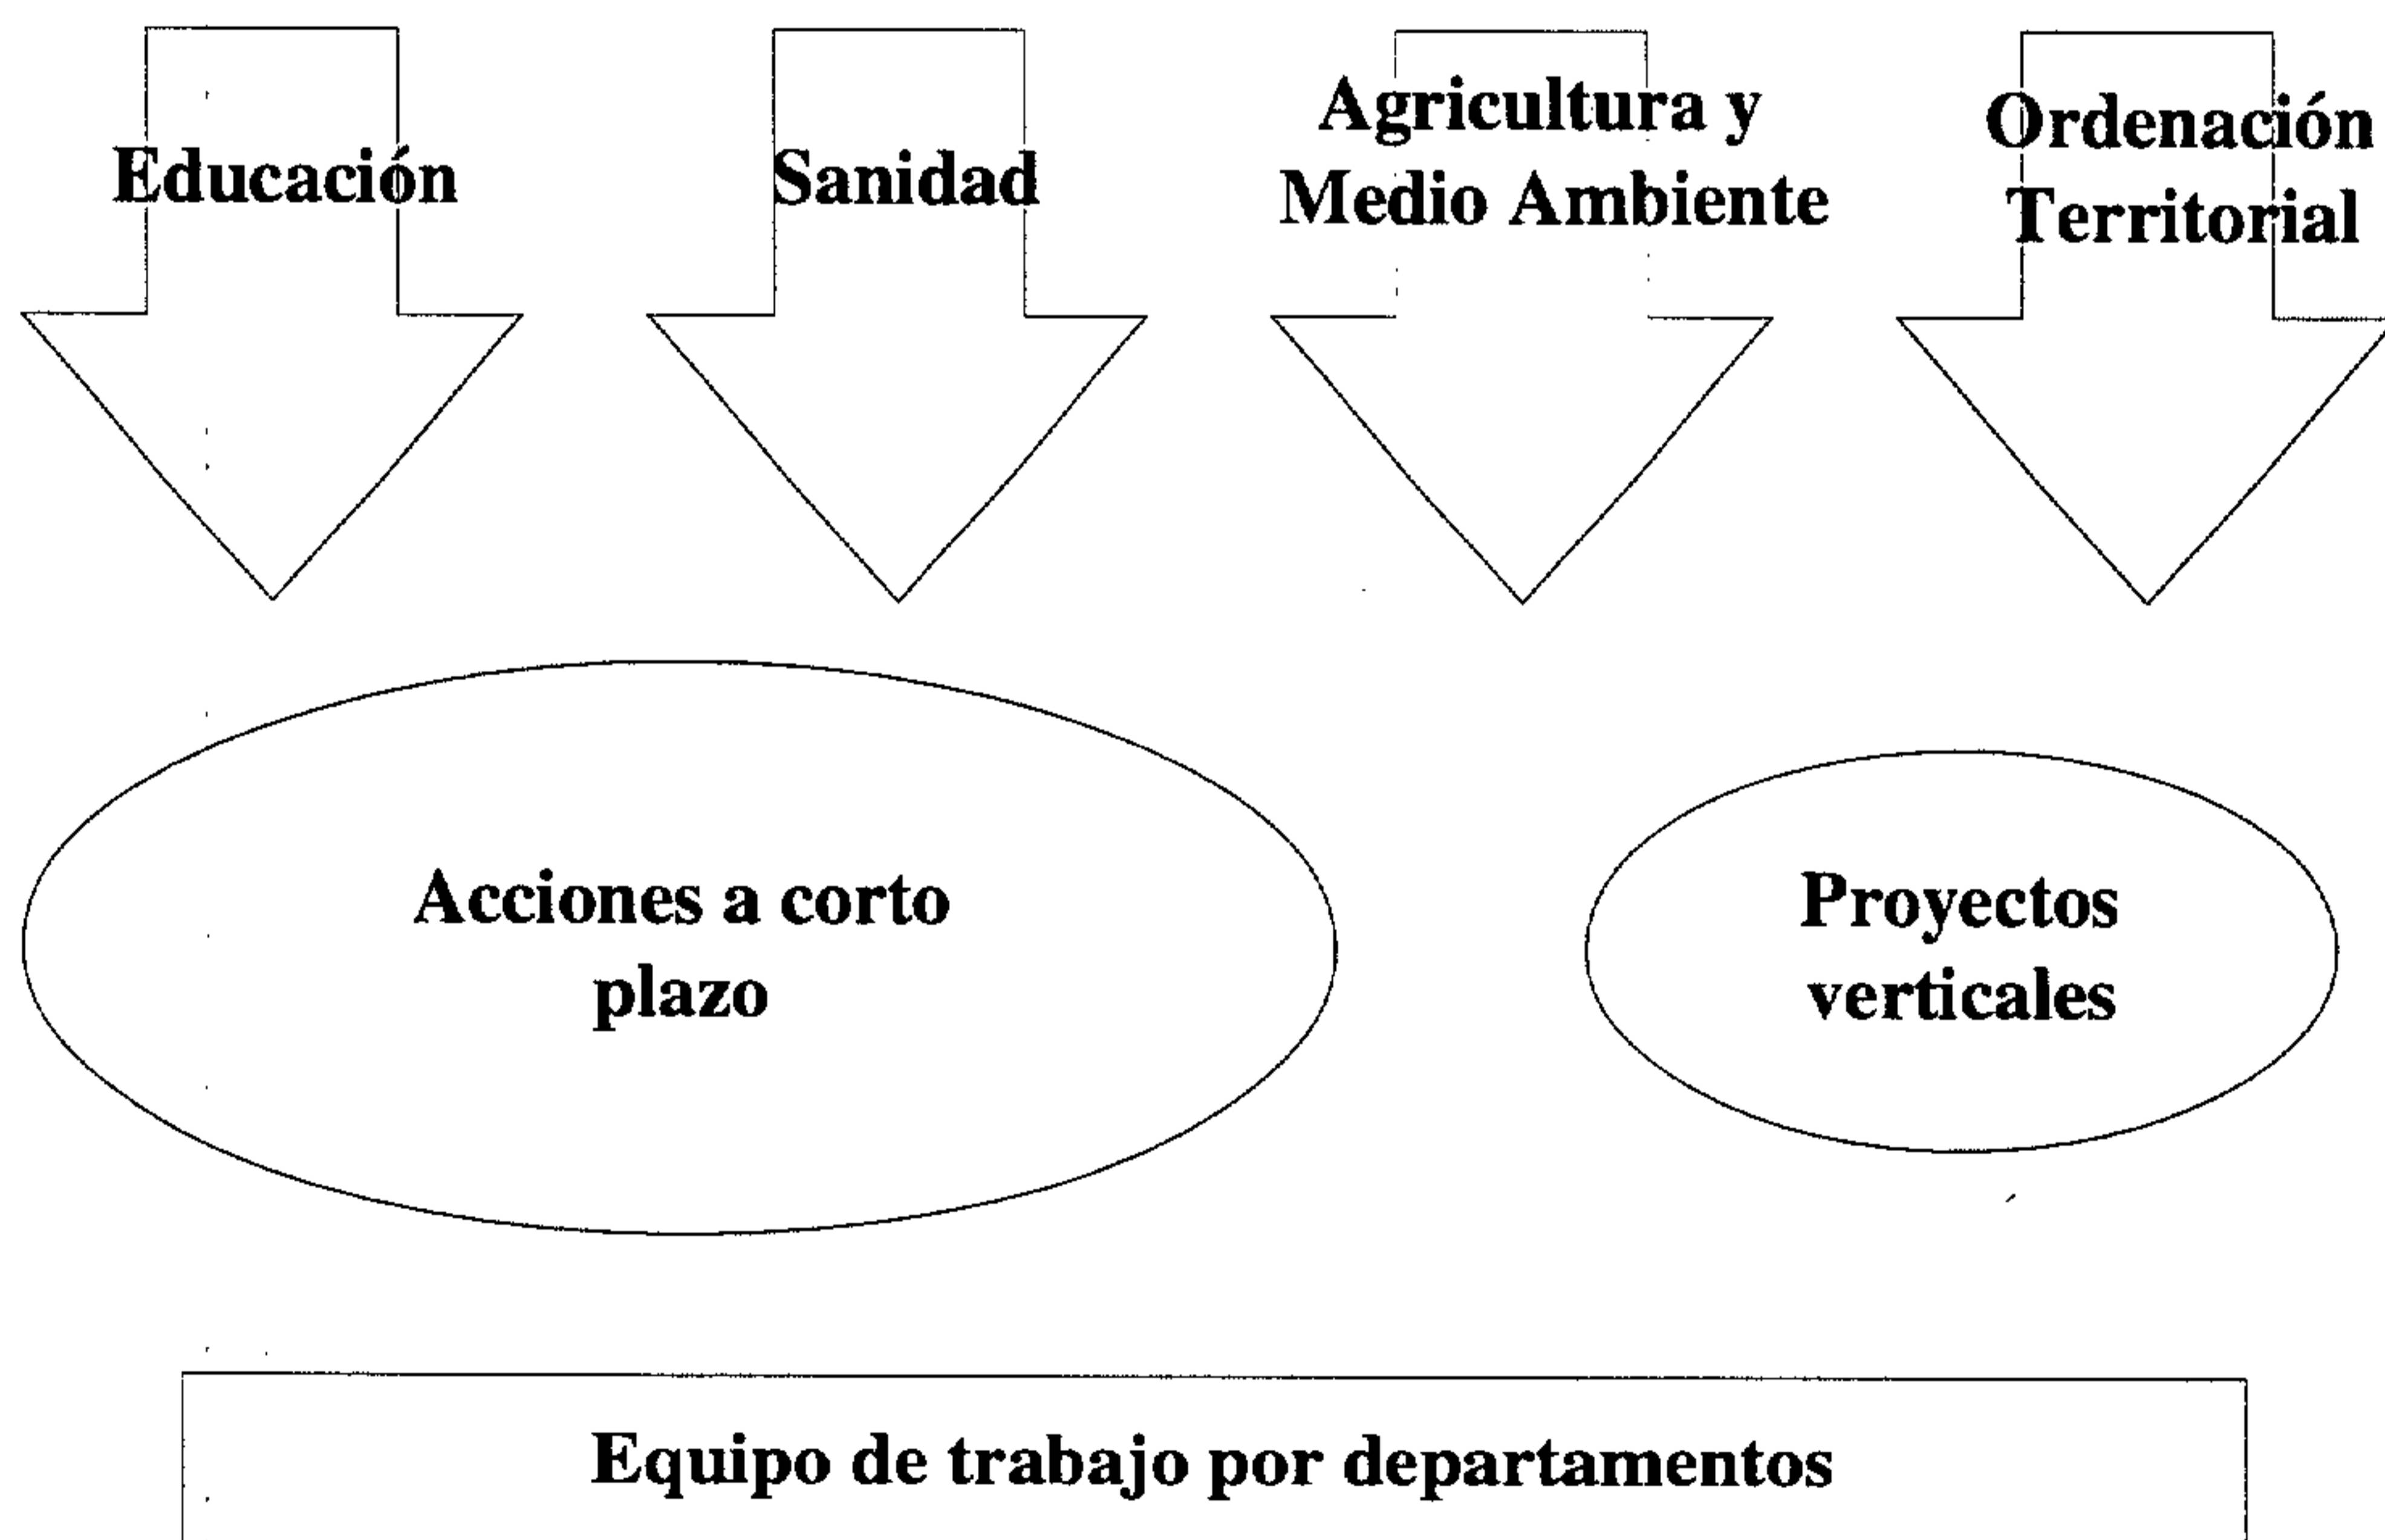 Educación
Sanidad
Agricultura y
Medio Ambiente
Ordenación
Territorial
Acciones a corto
plazo
Proyectos
verticales
Equipo de trabajo por departamentos